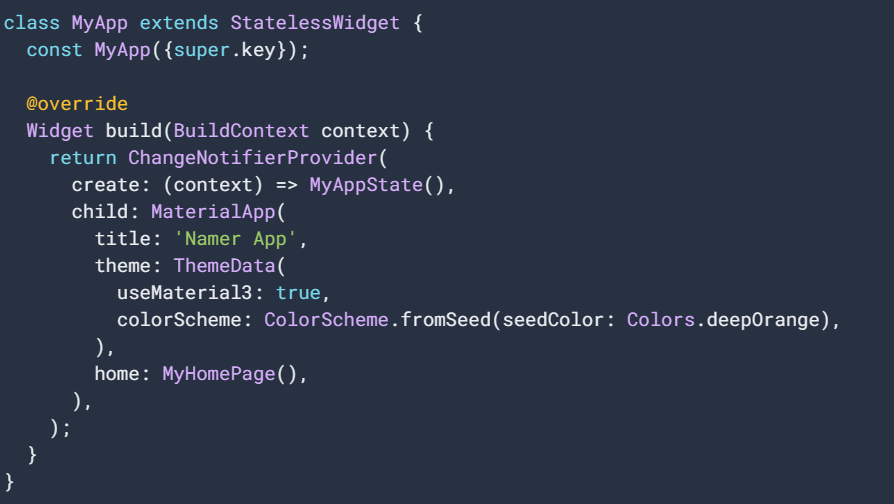 class MyApp extends StatelessWidget {
  const MyApp({super.key});

  @override
  Widget build(BuildContext context) {
    return ChangeNotifierProvider(
      create: (context) => MyAppState(),
      child: MaterialApp(
        title: 'Namer App',
        theme: ThemeData(
          useMaterial3: true,
          colorScheme: ColorScheme.fromSeed(seedColor: Colors.deepOrange),
        ),
        home: MyHomePage(),
      ),
    );
  }
}